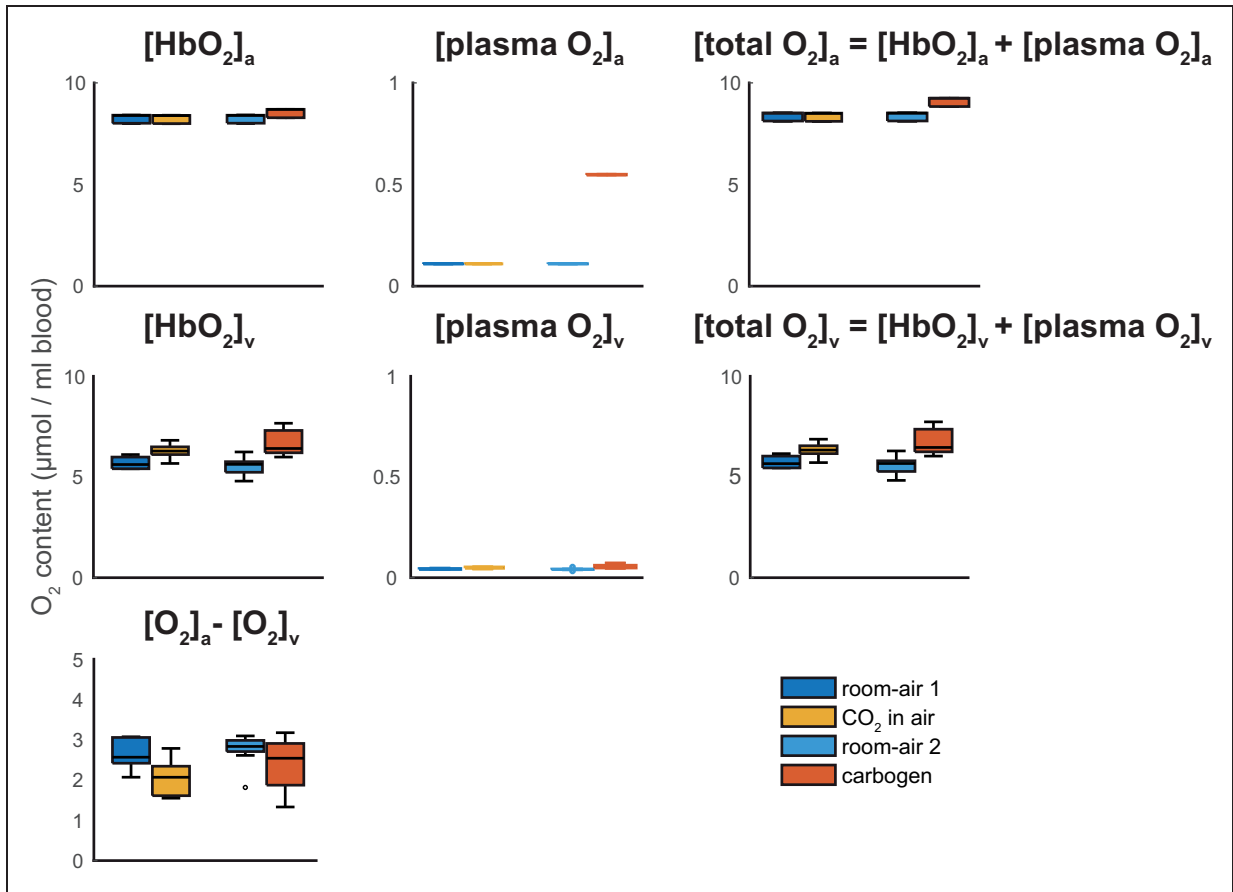 [HbO₂]ₐ
[plasma O₂]ₐ
[total O₂]ₐ = [HbO₂]ₐ + [plasma O₂]ₐ
10
5
0
1
0.5
0
10
5
0
O₂ content (µmol / ml blood)
[HbO₂]ᵥ
[plasma O₂]ᵥ
[total O₂]ᵥ = [HbO₂]ᵥ + [plasma O₂]ᵥ
10
5
0
1
0.5
0
10
5
0
[O₂]ₐ- [O₂]ᵥ
5
4
3
2
1
0
room-air 1
CO₂ in air
room-air 2
carbogen